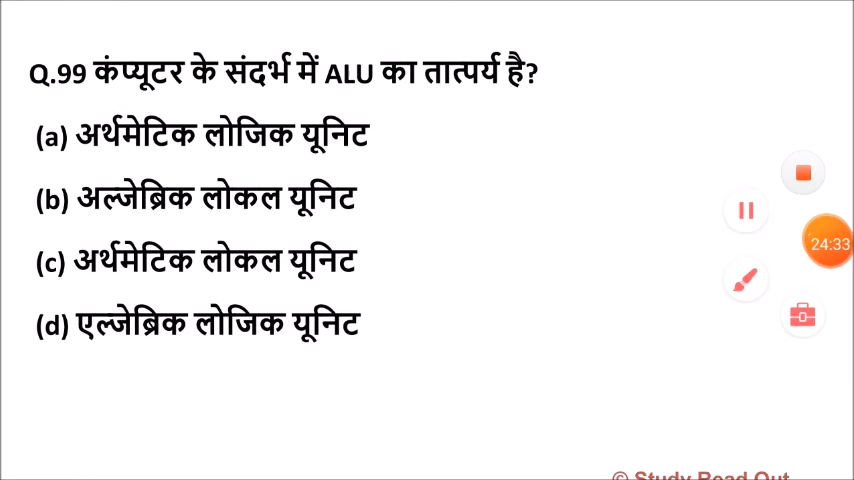 Q.99 कंप्यूटर के संदर्भ में ALU का तात्पर्य है?
(a) अर्थमेटिक लोजिक यूनिट
(b) अल्जेब्रिक लोकल यूनिट
(c) अर्थमेटिक लोकल यूनिट
(d) एल्जेब्रिक लोजिक यूनिट
24:33
© Study Read Out